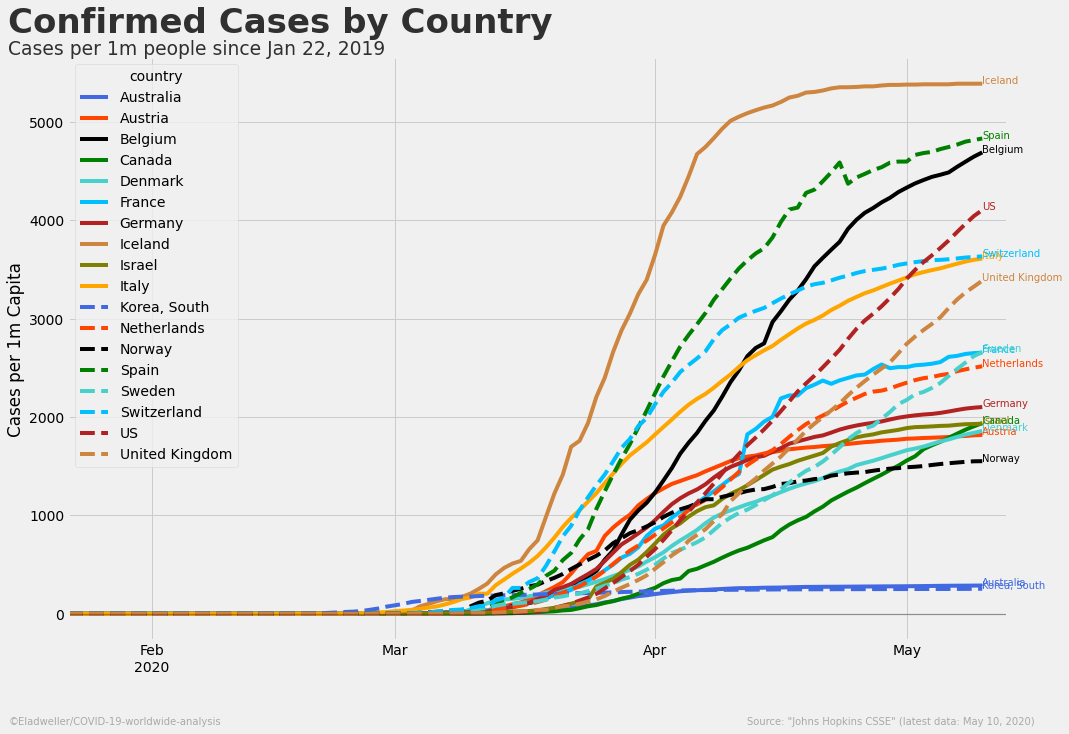 Confirmed Cases by Country
Cases per 1m people since Jan 22, 2019
country
Australia
Austria
Belgium
Canada
Denmark
France
Germany
Iceland
Israel
Italy
Korea, South
Netherlands
Norway
Spain
Sweden
Switzerland
US
United Kingdom
Cases per 1m Capita
5000
4000
3000
2000
1000
0
Iceland
Spain
Belgium
US
Switzerland
Italy
United Kingdom
Sweden
France
Netherlands
Germany
Canada
Denmark
Austria
Norway
Australia
Korea, South
Feb
2020
Mar
Apr
May
©Eladweller/COVID-19-worldwide-analysis
Source: "Johns Hopkins CSSE" (latest data: May 10, 2020)